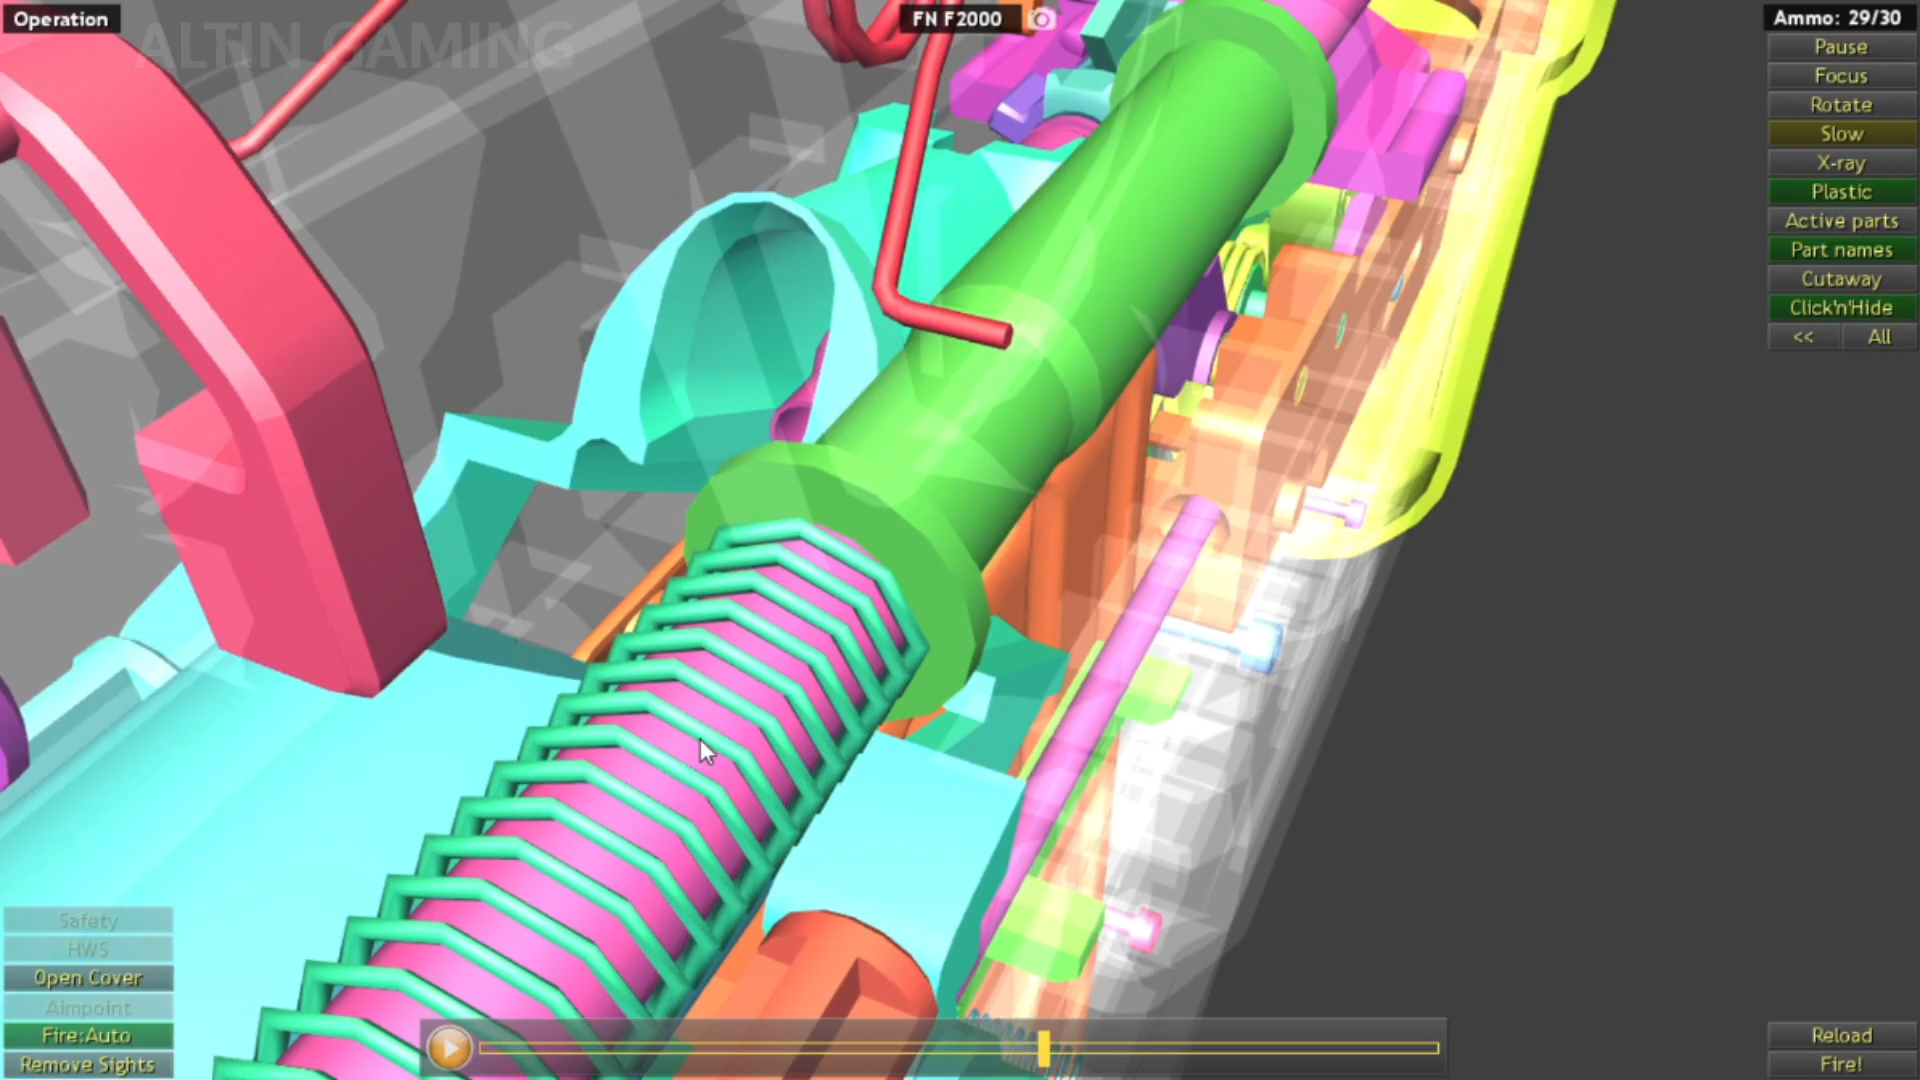 Operation
ALTIN GAMING
FN F2000
Ammo: 29/30
Pause
Focus
Rotate
Slow
X-ray
Plastic
Active parts
Part names
Cutaway
Click'n'Hide
<< All
Safety
HWS
Open Cover
Aimpoint
Fire:Auto
Remove Sights
Reload
Fire!